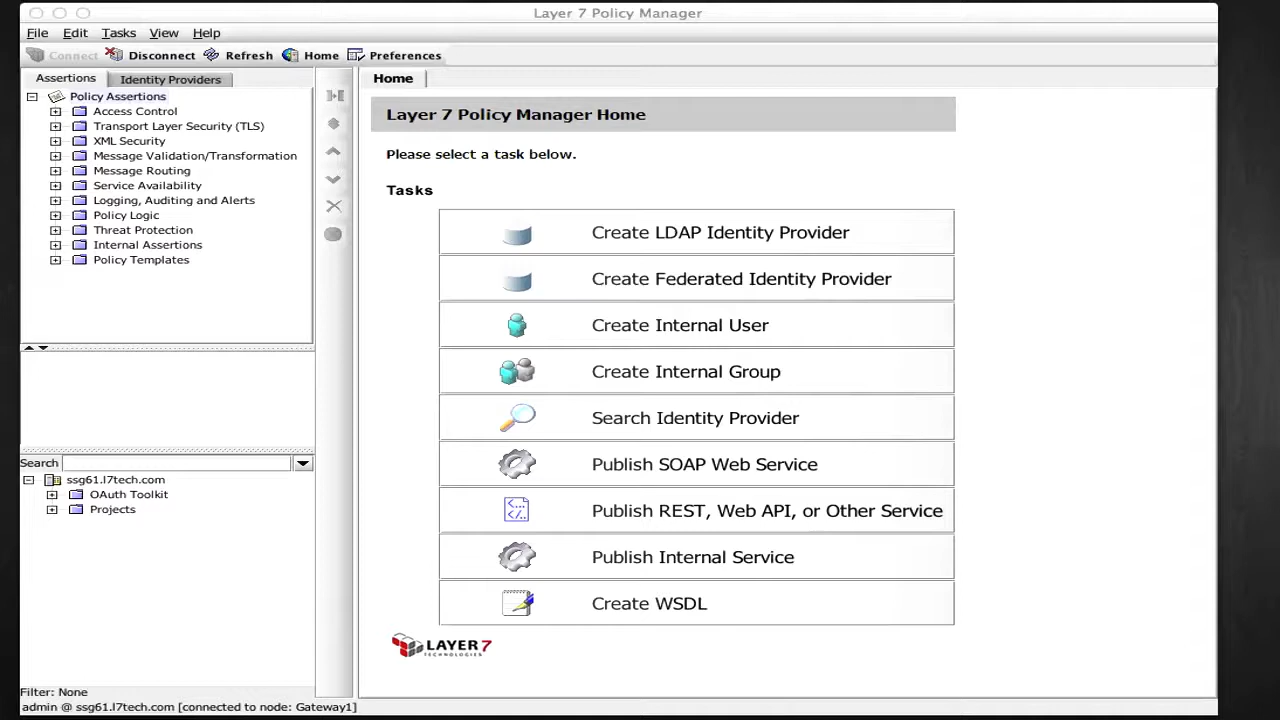 Layer 7 Policy Manager
File Edit Tasks View Help
Connect Disconnect Refresh Home Preferences
Assertions Identity Providers
Policy Assertions
Access Control
Transport Layer Security (TLS)
XML Security
Message Validation/Transformation
Message Routing
Service Availability
Logging, Auditing and Alerts
Policy Logic
Threat Protection
Internal Assertions
Policy Templates
Search
ssg61.l7tech.com
OAuth Toolkit
Projects
Filter: None
admin @ ssg61.l7tech.com [connected to node: Gateway1]
Home
Layer 7 Policy Manager Home
Please select a task below.
Tasks
Create LDAP Identity Provider
Create Federated Identity Provider
Create Internal User
Create Internal Group
Search Identity Provider
Publish SOAP Web Service
Publish REST, Web API, or Other Service
Publish Internal Service
Create WSDL
LAYER 7
TECHNOLOGIES